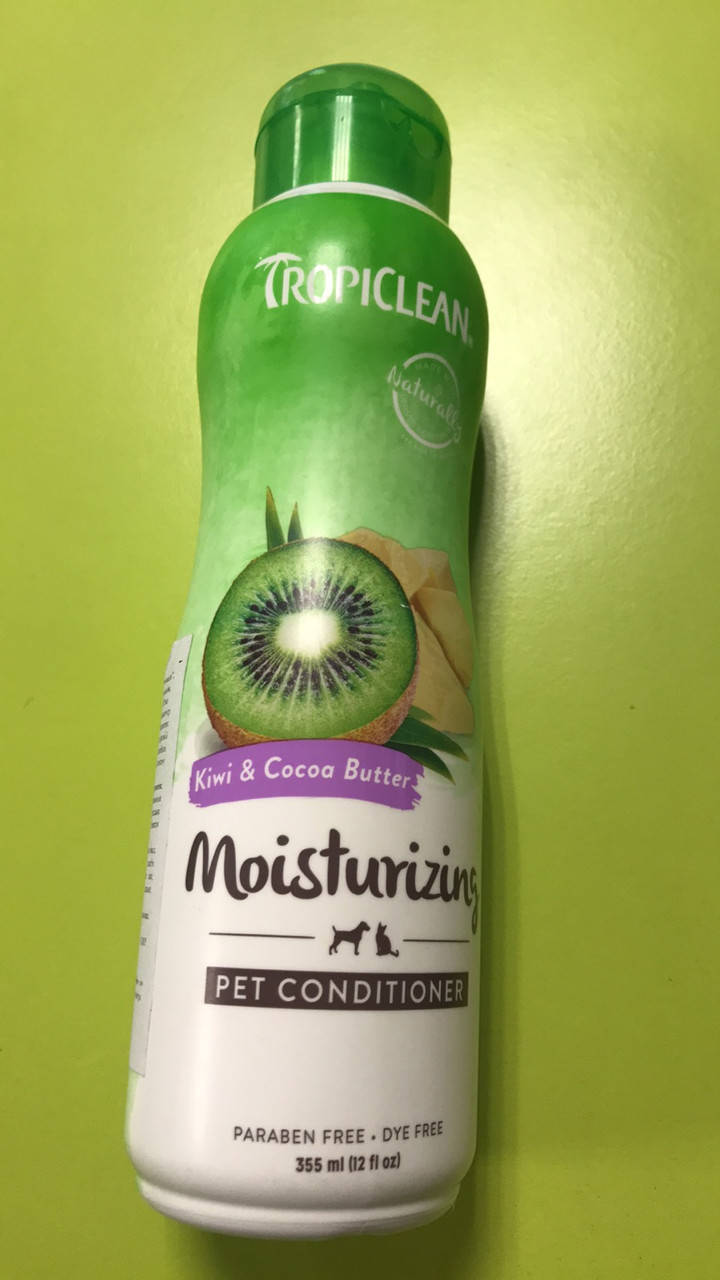 TROPICLEAN
Naturally
Kiwi & Cocoa Butter
Moisturizing
PET CONDITIONER
PARABEN FREE • DYE FREE
355 ml (12 fl oz)